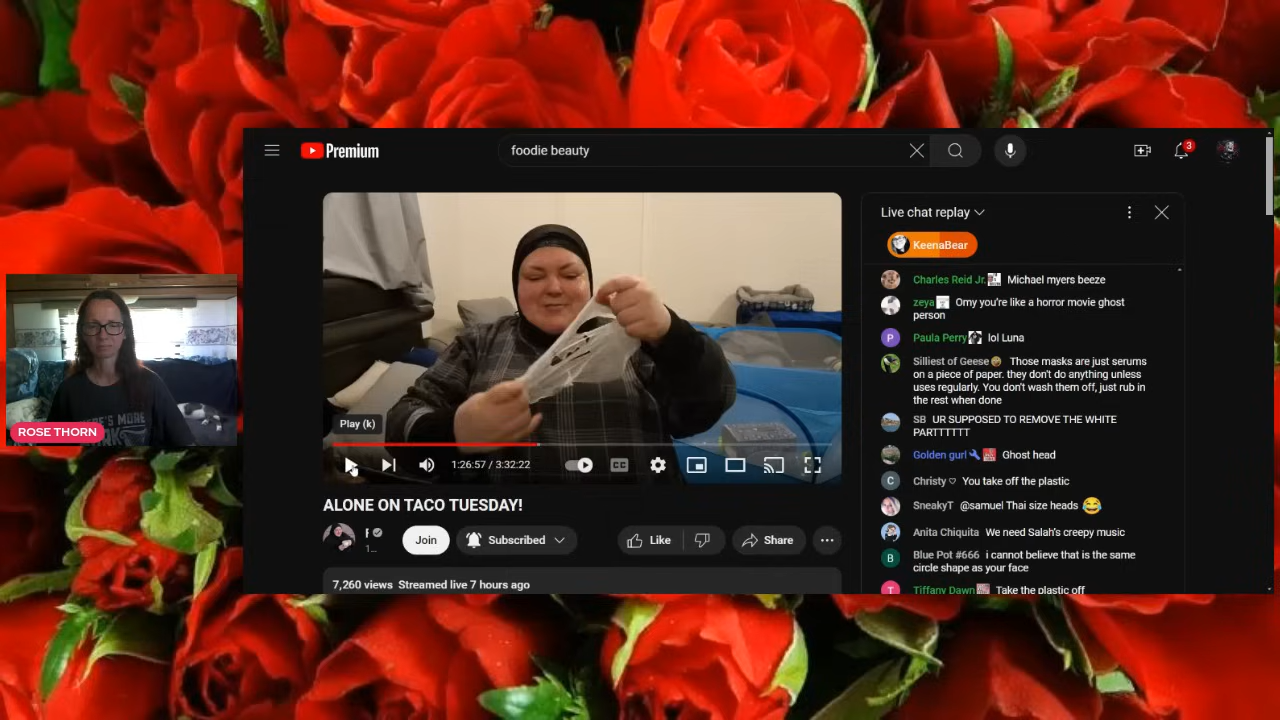 Premium
foodie beauty
3
Live chat replay
KeenaBear
Charles Reid Jr. Michael myers beeze
zeya Omy you're like a horror movie ghost
person
Paula Perry lol Luna
Silliest of Geese Those masks are just serums
on a piece of paper. they don't do anything unless
uses regularly. You don't wash them off, just rub in
the rest when done
SB UR SUPPOSED TO REMOVE THE WHITE
PARTTTTTT
Golden gurl Ghost head
Christy♡ You take off the plastic
SneakyT @samuel Thai size heads 😂
Anita Chiquita We need Salah's creepy music
Blue Pot #666 i cannot believe that is the same
circle shape as your face
Tiffany Dawn Take the plastic off
Play (k)
1:26:57 / 3:32:22
CC
ALONE ON TACO TUESDAY!
F
1...
Join
Subscribed
Like
Share
7,260 views Streamed live 7 hours ago
ROSE THORN